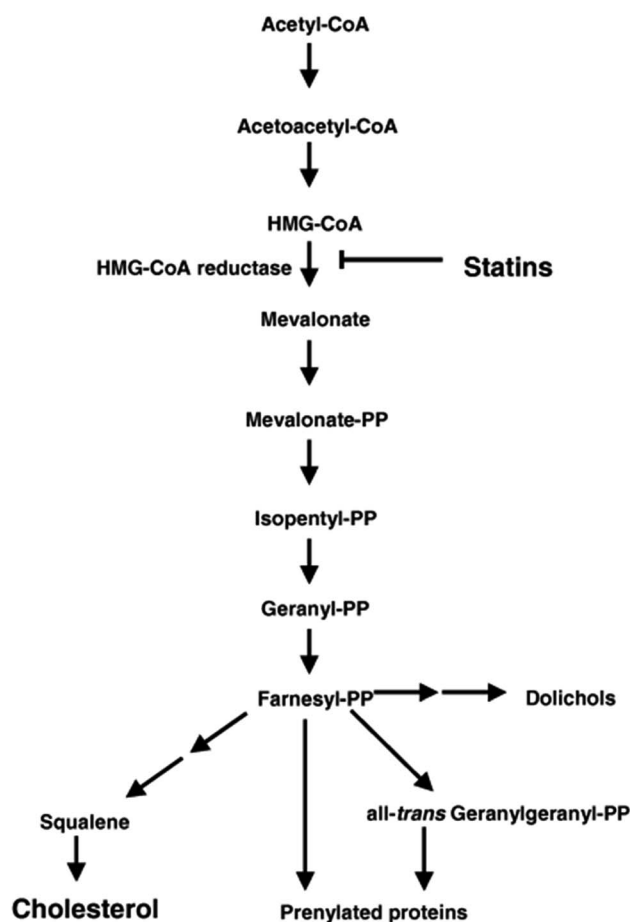 Acetyl-CoA
Acetoacetyl-CoA
HMG-CoA
HMG-CoA reductase
Statins
Mevalonate
Mevalonate-PP
Isopentyl-PP
Geranyl-PP
Farnesyl-PP
Dolichols
Squalene
all-trans Geranylgeranyl-PP
Cholesterol
Prenylated proteins